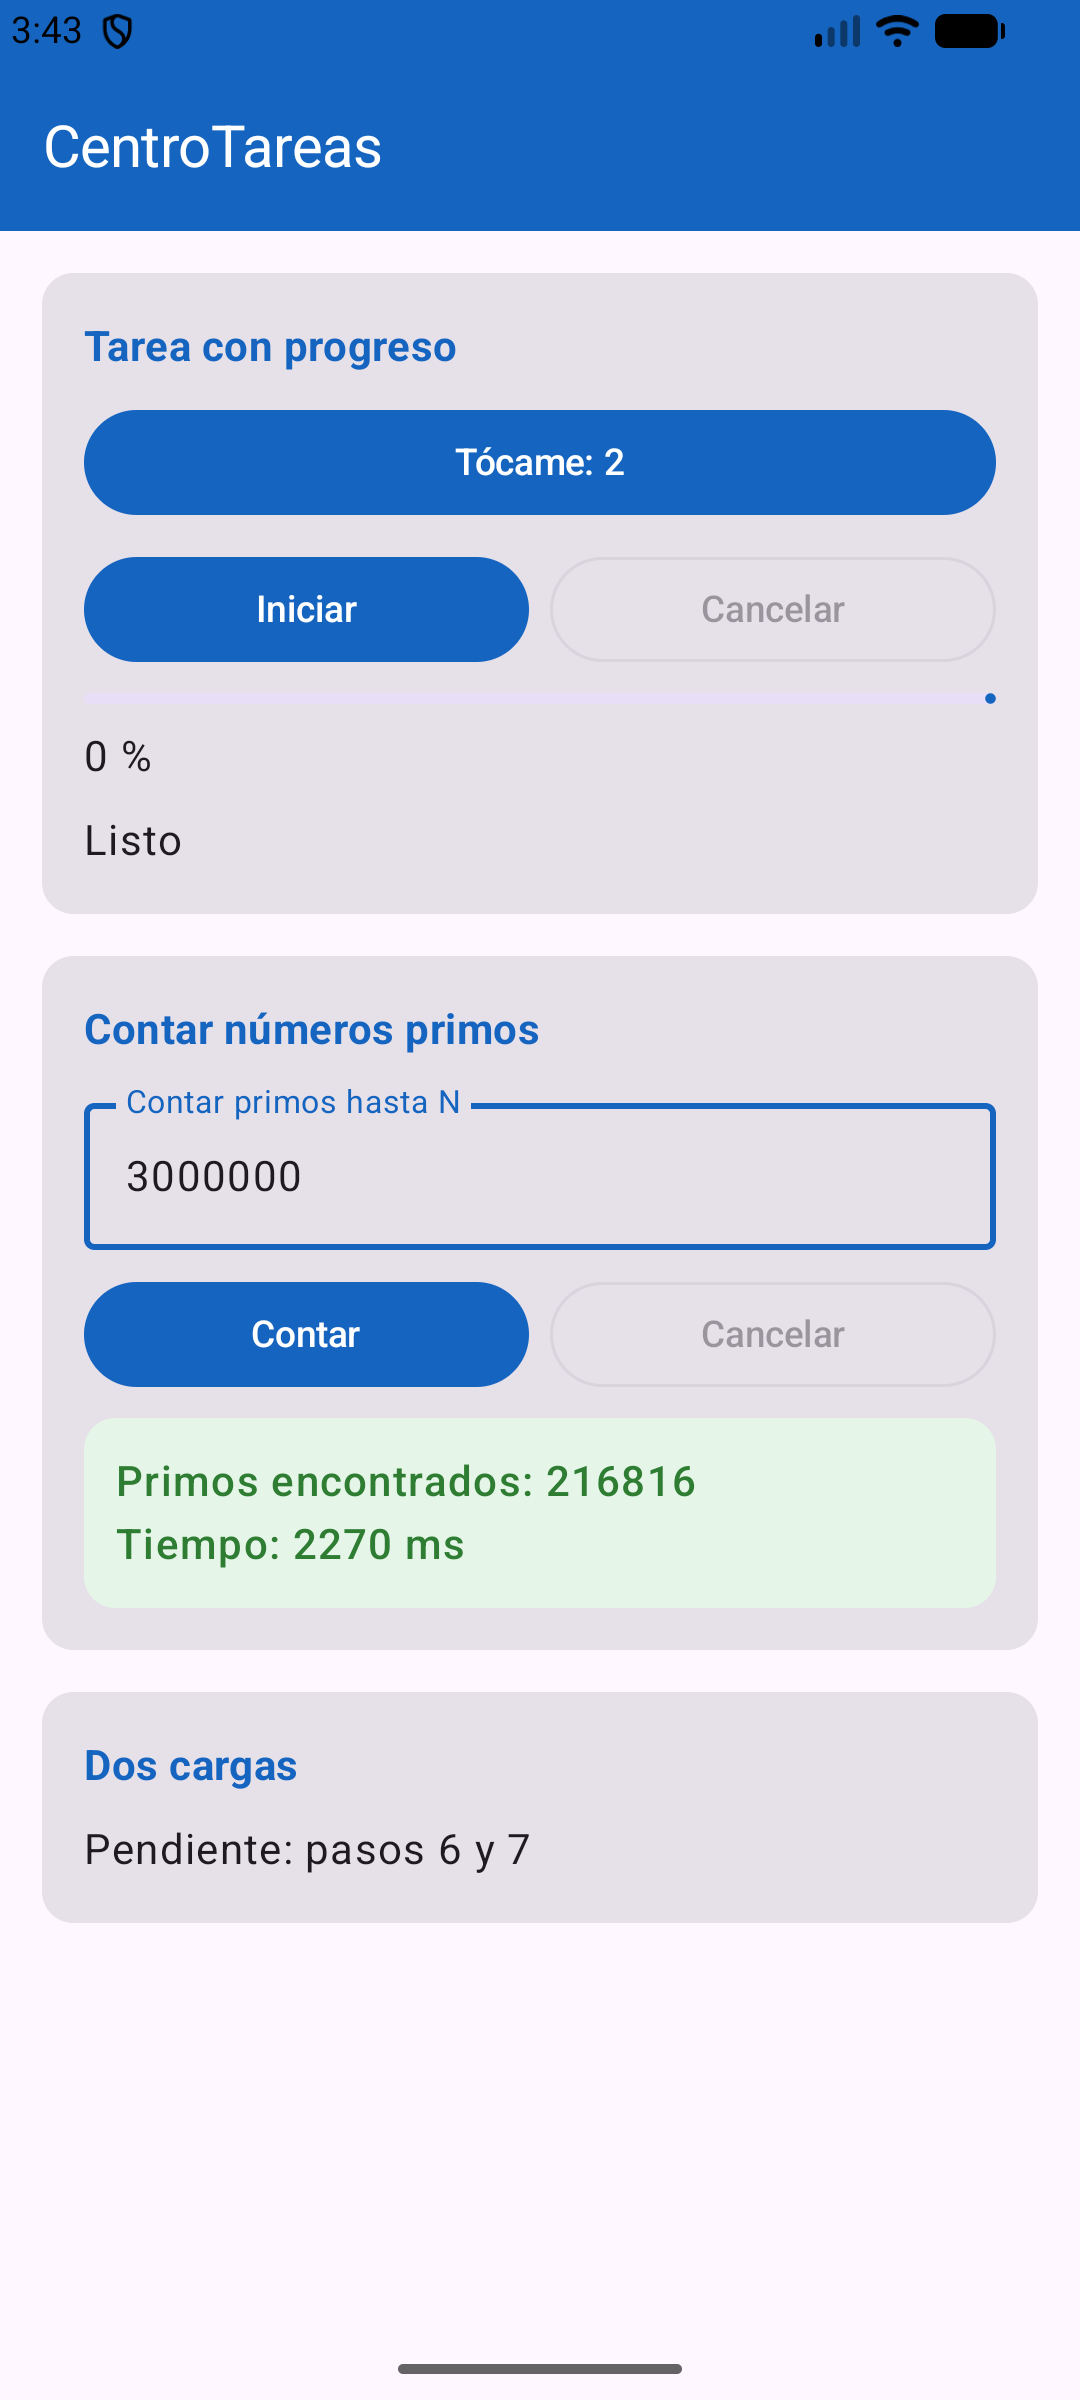 3:43
CentroTareas
Tarea con progreso
Tócame: 2
Iniciar
Cancelar
0 %
Listo
Contar números primos
Contar primos hasta N
3000000
Contar
Cancelar
Primos encontrados: 216816
Tiempo: 2270 ms
Dos cargas
Pendiente: pasos 6 y 7